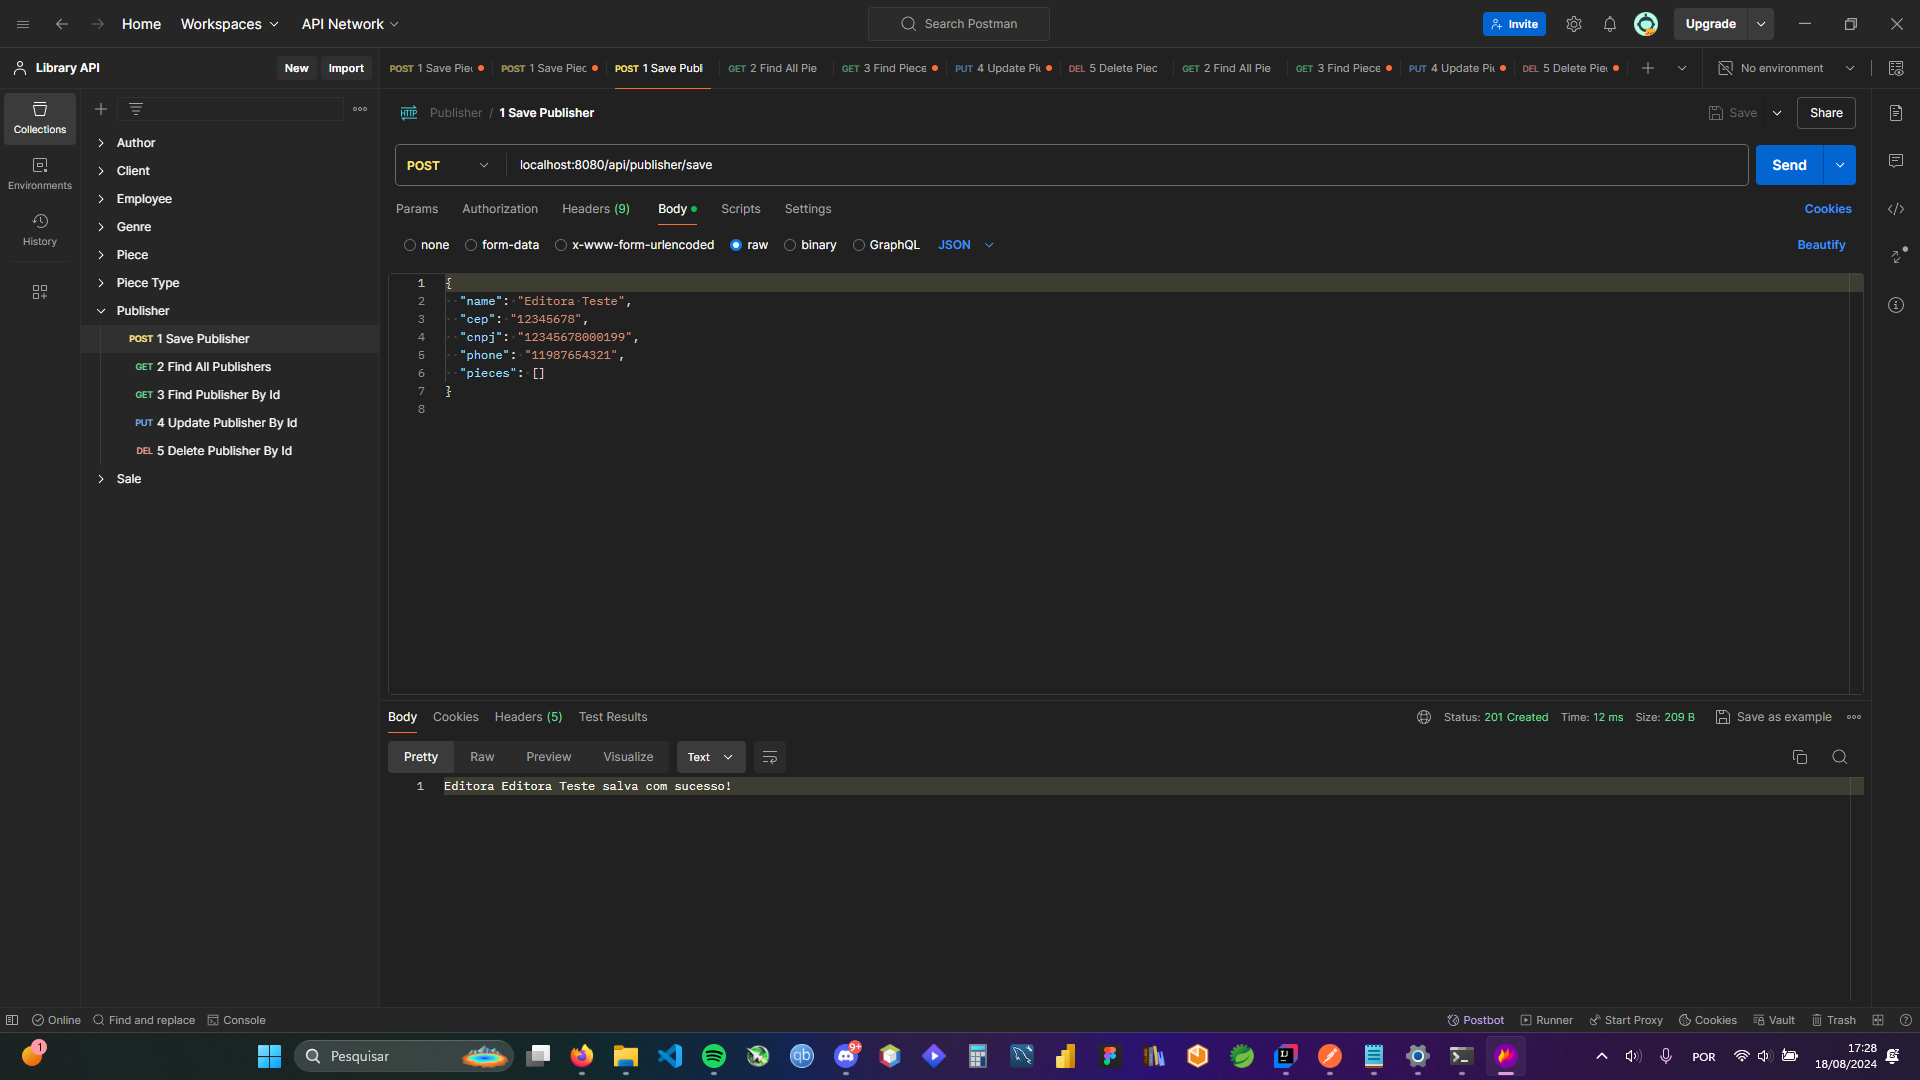 Home Workspaces API Network Search Postman Invite Upgrade
Library API New Import
POST 1 Save Pie POST 1 Save Piec POST 1 Save Publ GET 2 Find All Pie GET 3 Find Piece PUT 4 Update Pi DEL 5 Delete Piec GET 2 Find All Pie GET 3 Find Piece PUT 4 Update Pi DEL 5 Delete Pie No environment
Collections
Environments
History
Author
Client
Employee
Genre
Piece
Piece Type
Publisher
POST 1 Save Publisher
GET 2 Find All Publishers
GET 3 Find Publisher By Id
PUT 4 Update Publisher By Id
DEL 5 Delete Publisher By Id
Sale
HTTP Publisher / 1 Save Publisher Save Share
POST localhost:8080/api/publisher/save Send
Params Authorization Headers (9) Body Scripts Settings Cookies
none form-data x-www-form-urlencoded raw binary GraphQL JSON Beautify
1 {
2 "name": "Editora Teste",
3 "cep": "12345678",
4 "cnpj": "12345678000199",
5 "phone": "11987654321",
6 "pieces": []
7 }
8
Body Cookies Headers (5) Test Results Status: 201 Created Time: 12 ms Size: 209 B Save as example
Pretty Raw Preview Visualize Text
1 Editora Editora Teste salva com sucesso!
Online Find and replace Console Postbot Runner Start Proxy Cookies Vault Trash
1 Pesquisar qb 9+ IJ POR 17:28
18/08/2024